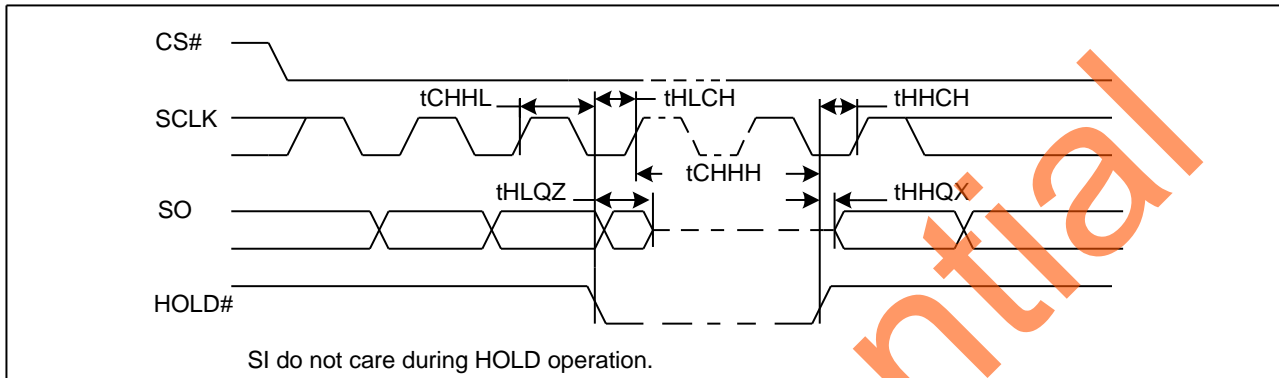 CS#
tCHHL
tHLCH
tHHCH
SCLK
tCHHH
tHLQZ
tHHQX
SO
HOLD#
SI do not care during HOLD operation.
ntial